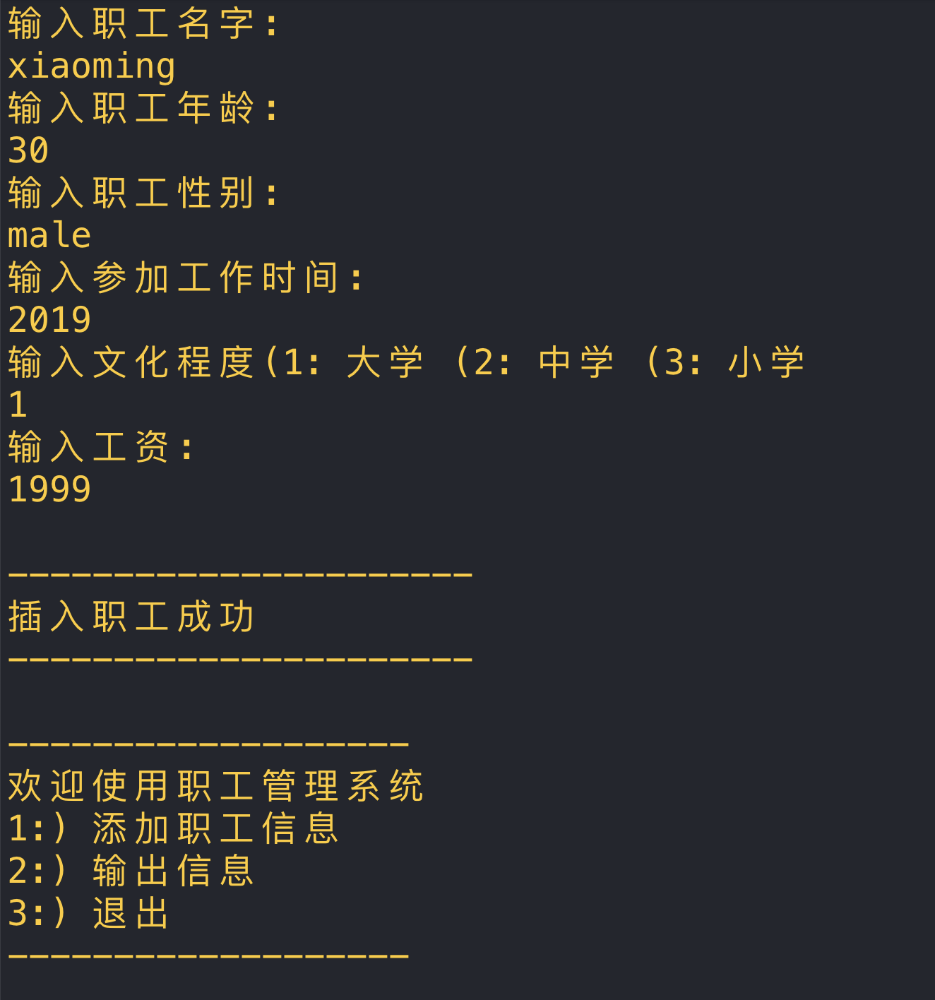 输入职工名字:
xiaoming
输入职工年龄:
30
输入职工性别:
male
输入参加工作时间:
2019
输入文化程度(1: 大学 (2: 中学 (3: 小学
1
输入工资:
1999
----------------------
插入职工成功
----------------------
-------------------
欢迎使用职工管理系统
1:) 添加职工信息
2:) 输出信息
3:) 退出
-------------------